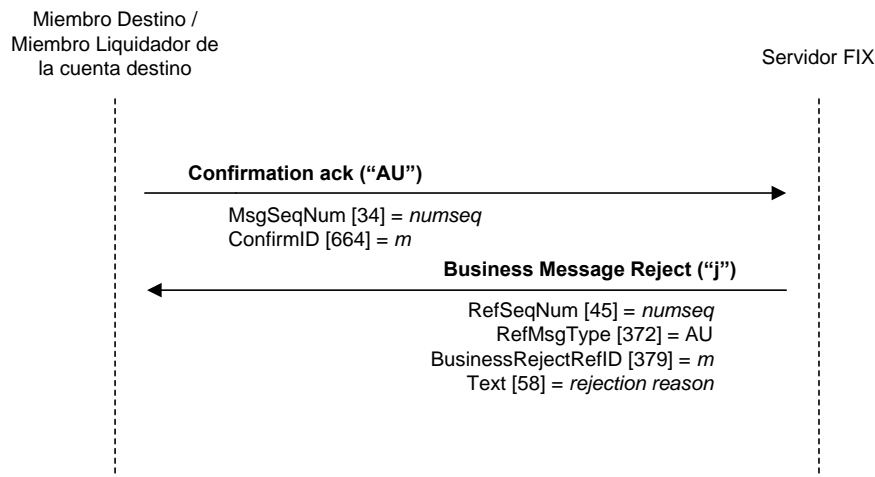 Miembro Destino /
Miembro Liquidador de
la cuenta destino
Servidor FIX
Confirmation ack (“AU”)
MsgSeqNum [34] = numseq
ConfirmID [664] = m
Business Message Reject (“j”)
RefSeqNum [45] = numseq
RefMsgType [372] = AU
BusinessRejectRefID [379] = m
Text [58] = rejection reason